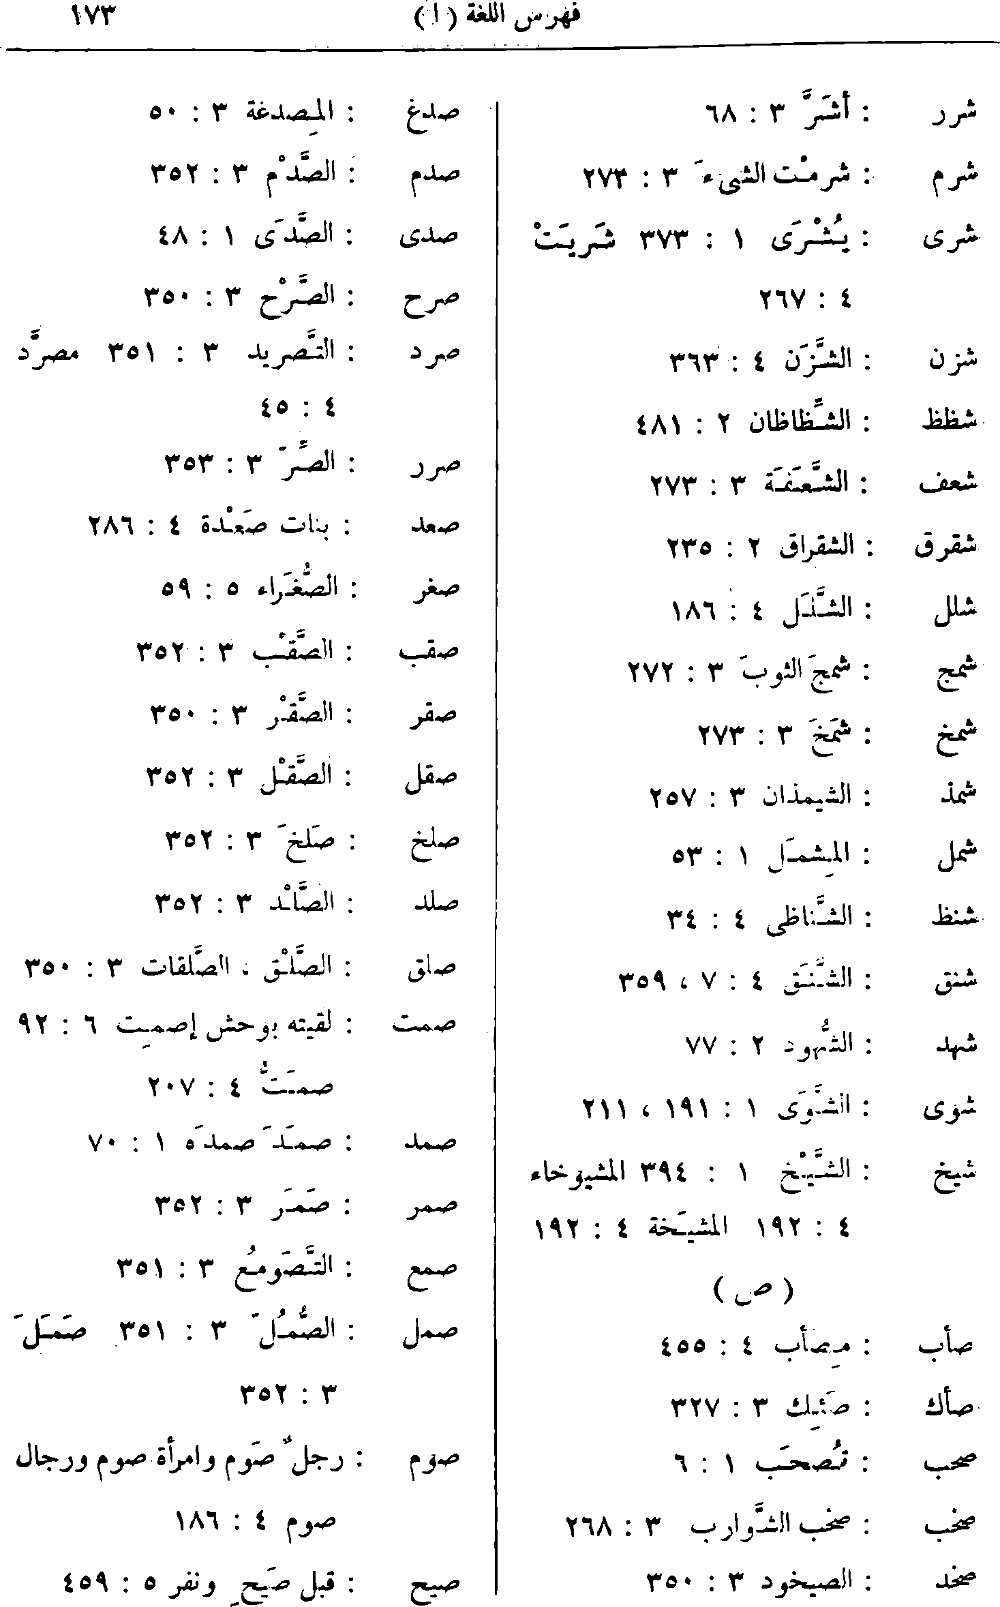 فهرس اللغة (١) ١٧٣
شرر : أشَرَّ ٣ : ٦٨
شرم : شرمْت الشىءَ ٣ : ٢٧٣
شرى : يُشْرَى ١ : ٣٧٣ شَريَتْ
٤ : ٢٦٧
شزن : الشَّزَن ٤ : ٣٦٣
شظظ : الشِّظاظان ٢ : ٤٨١
شعف : الشَّعَفَة ٣ : ٢٧٣
شقرق : الشقراق ٢ : ٢٣٥
شلل : الشَّلَل ٤ : ١٨٦
شمج : شمجَ الثوبَ ٣ : ٢٧٢
شمخ : شَمَخَ ٣ : ٢٧٣
شمذ : الشيمذان ٣ : ٢٥٧
شمل : المِشمَل ١ : ٥٣
شنظ : الشَّناظى ٤ : ٣٤
شنق : الشَّنَق ٤ : ٧ ، ٣٥٩
شهد : الشُّهود ٢ : ٧٧
شوى : الشَّوَى ١ : ١٩١ ، ٢١١
شيخ : الشَّيْخ ١ : ٣٩٤ المشيوخاء
٤ : ١٩٢ المشيَخة ٤ : ١٩٢
(ص)
صأب : مِصأب ٤ : ٤٥٥
صأك : صَئِك ٣ : ٣٢٧
صحب : تُصحَب ١ : ٦
صخب : صخب الشَّوارب ٣ : ٢٦٨
صخد : الصيخود ٣ : ٣٥٠
صدغ : المِصدغة ٣ : ٥٠
صدم : الصَّدْم ٣ : ٣٥٢
صدى : الصَّدَى ١ : ٤٨
صرح : الصَّرْح ٣ : ٣٥٠
صرد : التَّصريد ٣ : ٣٥١ مصرَّد
٤ : ٤٥
صرر : الصِّرّ ٣ : ٣٥٣
صعد : بنات صَعْدة ٤ : ٢٨٦
صغر : الصُّغَراء ٥ : ٥٩
صقب : الصَّقْب ٣ : ٣٥٢
صقر : الصَّقْر ٣ : ٣٥٠
صقل : الصَّقْل ٣ : ٣٥٢
صلخ : صَلخَ ٣ : ٣٥٢
صلد : الصَّلْد ٣ : ٣٥٢
صلق : الصَّلْق ، الصَّلقات ٣ : ٣٥٠
صمت : لقيته بوحش إصمِت ٦ : ٩٢
صمَتُّ ٤ : ٢٠٧
صمد : صمَدَ صمدَه ١ : ٧٠
صمر : صَمَرَ ٣ : ٣٥٢
صمع : التَّصَومُع ٣ : ٣٥١
صمل : الصُّمُلّ ٣ : ٣٥١ صَمَلَ
٣ : ٣٥٢
صوم : رجلٌ صَوم وامرأة صوم ورجال
صوم ٤ : ١٨٦
صيح : قبل صَيحٍ ونفر ٥ : ٤٥٩